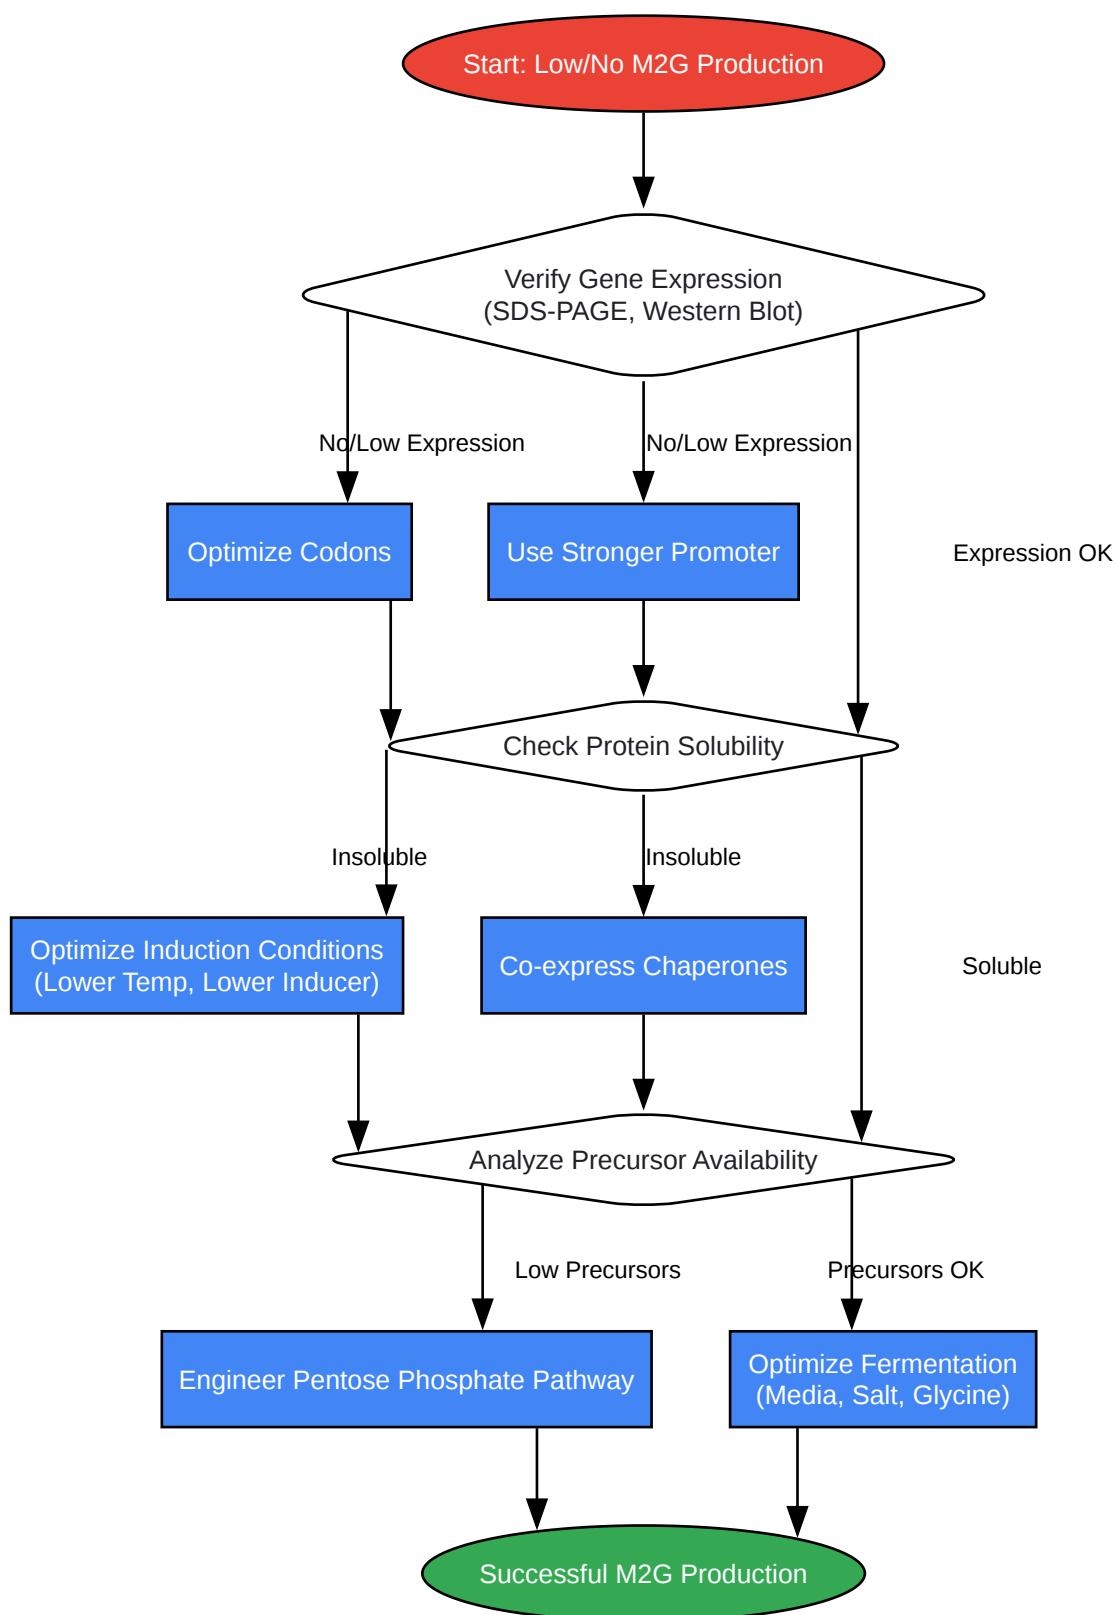 Start: Low/No M2G Production
Verify Gene Expression
(SDS-PAGE, Western Blot)
No/Low Expression
No/Low Expression
Optimize Codons
Use Stronger Promoter
Expression OK
Check Protein Solubility
Insoluble
Insoluble
Optimize Induction Conditions
(Lower Temp, Lower Inducer)
Co-express Chaperones
Soluble
Analyze Precursor Availability
Low Precursors
Precursors OK
Engineer Pentose Phosphate Pathway
Optimize Fermentation
(Media, Salt, Glycine)
Successful M2G Production